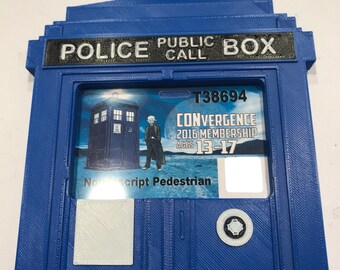 POLICE PUBLIC CALL BOX
T38694
CONVERGENCE
2016 MEMBERSHIP
13-17
Pedestrian